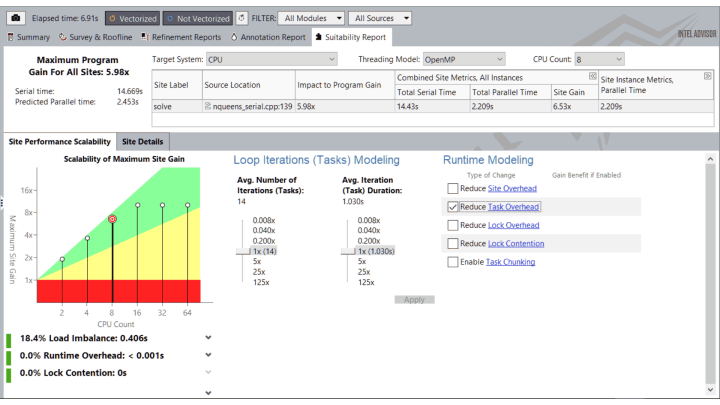 Elapsed time: 6.91s Vectorized Not Vectorized FILTER: All Modules All Sources
Summary Survey & Roofline Refinement Reports Annotation Report Suitability Report INTEL ADVISOR
Maximum Program Gain For All Sites: 5.98x
Serial time: 14.669s
Predicted Parallel time: 2.453s
Target System: CPU Threading Model: OpenMP CPU Count: 8
Site Label Source Location Impact to Program Gain Combined Site Metrics, All Instances Site Instance Metrics, Parallel Time
Total Serial Time Total Parallel Time Site Gain
solve nqueens_serial.cpp:139 5.98x 14.43s 2.209s 6.53x 2.209s
Site Performance Scalability Site Details
Scalability of Maximum Site Gain
Maximum Site Gain
16x
8x
4x
2x
1x
2 4 8 16 32 64
CPU Count
18.4% Load Imbalance: 0.406s
0.0% Runtime Overhead: < 0.001s
0.0% Lock Contention: 0s
Loop Iterations (Tasks) Modeling
Avg. Number of Iterations (Tasks):
14
0.008x
0.040x
0.200x
1x (14)
5x
25x
125x
Avg. Iteration (Task) Duration:
1.030s
0.008x
0.040x
0.200x
1x (1.030s)
5x
25x
125x
Apply
Runtime Modeling
Type of Change Gain Benefit if Enabled
Reduce Site Overhead
Reduce Task Overhead
Reduce Lock Overhead
Reduce Lock Contention
Enable Task Chunking